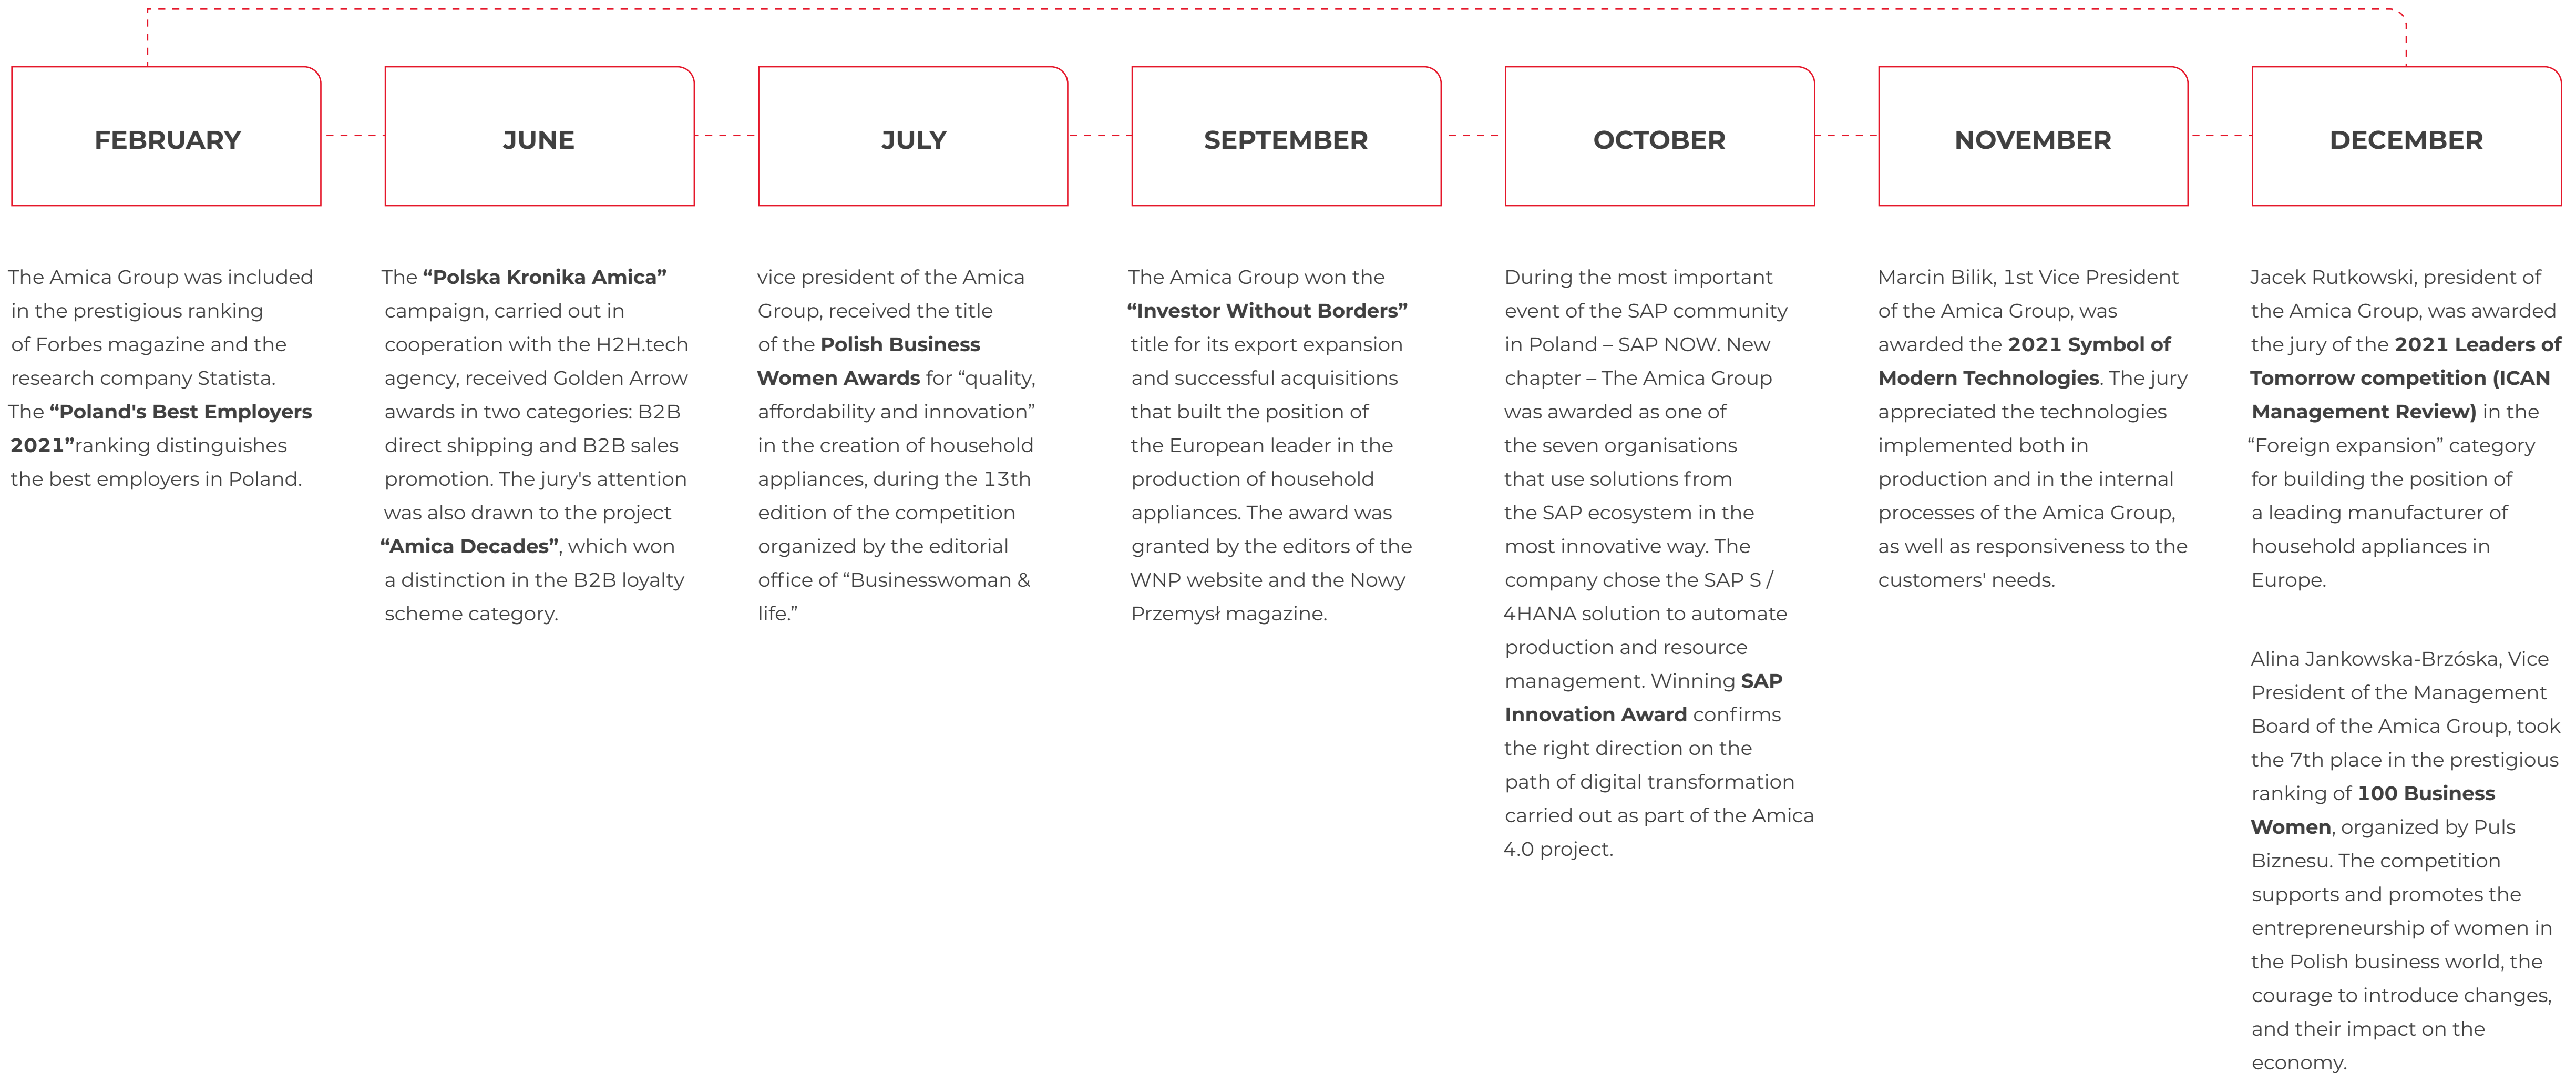 FEBRUARY
The Amica Group was included
in the prestigious ranking
of Forbes magazine and the
research company Statista.
The “Poland's Best Employers
2021”ranking distinguishes
the best employers in Poland.
JUNE
The “Polska Kronika Amica”
campaign, carried out in
cooperation with the H2H.tech
agency, received Golden Arrow
awards in two categories: B2B
direct shipping and B2B sales
promotion. The jury's attention
was also drawn to the project
“Amica Decades”, which won
a distinction in the B2B loyalty
scheme category.
JULY
vice president of the Amica
Group, received the title
of the Polish Business
Women Awards for “quality,
affordability and innovation”
in the creation of household
appliances, during the 13th
edition of the competition
organized by the editorial
office of “Businesswoman &
life.”
SEPTEMBER
The Amica Group won the
“Investor Without Borders”
title for its export expansion
and successful acquisitions
that built the position of
the European leader in the
production of household
appliances. The award was
granted by the editors of the
WNP website and the Nowy
Przemysł magazine.
OCTOBER
During the most important
event of the SAP community
in Poland – SAP NOW. New
chapter – The Amica Group
was awarded as one of
the seven organisations
that use solutions from
the SAP ecosystem in the
most innovative way. The
company chose the SAP S /
4HANA solution to automate
production and resource
management. Winning SAP
Innovation Award confirms
the right direction on the
path of digital transformation
carried out as part of the Amica
4.0 project.
NOVEMBER
Marcin Bilik, 1st Vice President
of the Amica Group, was
awarded the 2021 Symbol of
Modern Technologies. The jury
appreciated the technologies
implemented both in
production and in the internal
processes of the Amica Group,
as well as responsiveness to the
customers' needs.
DECEMBER
Jacek Rutkowski, president of
the Amica Group, was awarded
the jury of the 2021 Leaders of
Tomorrow competition (ICAN
Management Review) in the
“Foreign expansion” category
for building the position of
a leading manufacturer of
household appliances in
Europe.
Alina Jankowska-Brzóska, Vice
President of the Management
Board of the Amica Group, took
the 7th place in the prestigious
ranking of 100 Business
Women, organized by Puls
Biznesu. The competition
supports and promotes the
entrepreneurship of women in
the Polish business world, the
courage to introduce changes,
and their impact on the
economy.